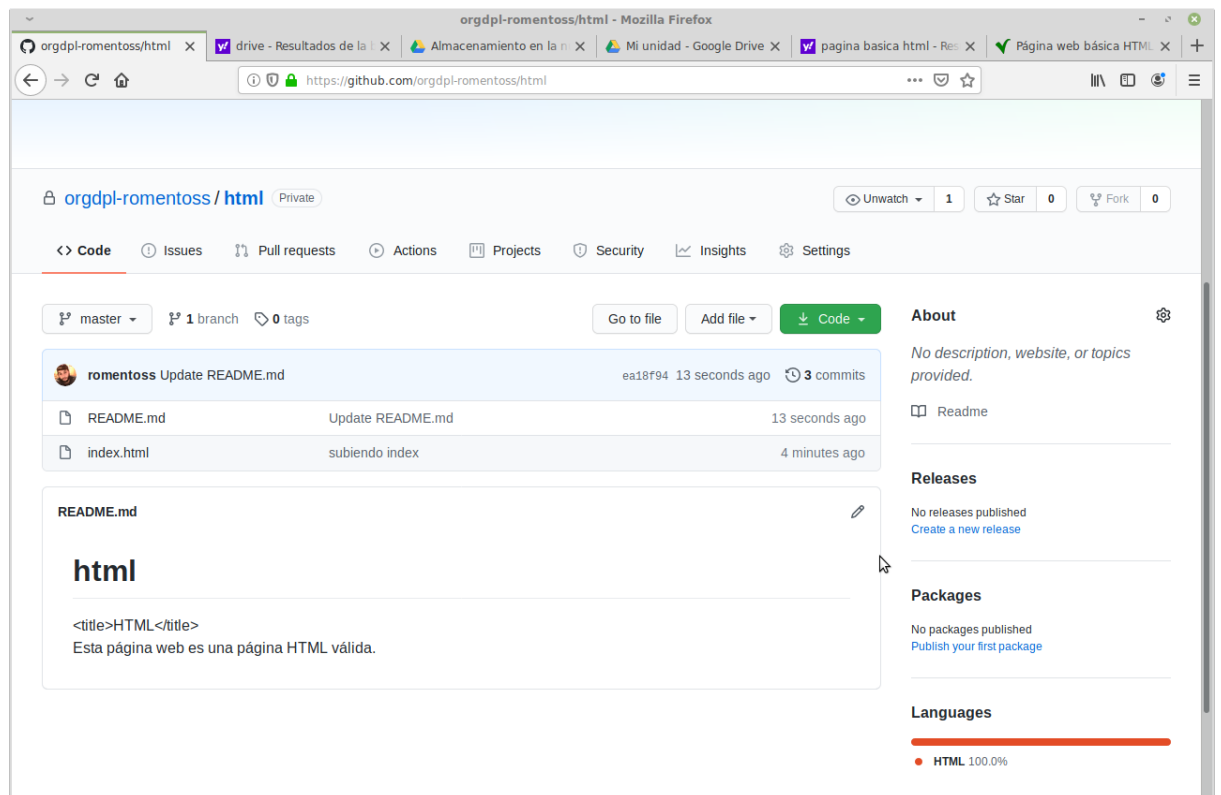 orgdpl-romentoss/html - Mozilla Firefox
orgdpl-romentoss/html
drive - Resultados de la
Almacenamiento en la n
Mi unidad - Google Drive
pagina basica html - Res
Página web básica HTML
https://github.com/orgdpl-romentoss/html
orgdpl-romentoss / html Private
Unwatch 1 Star 0 Fork 0
<> Code Issues Pull requests Actions Projects Security Insights Settings
master 1 branch 0 tags Go to file Add file Code
romentoss Update README.md ea18f94 13 seconds ago 3 commits
README.md Update README.md 13 seconds ago
index.html subiendo index 4 minutes ago
README.md
html
<title>HTML</title>
Esta página web es una página HTML válida.
About
No description, website, or topics
provided.
Readme
Releases
No releases published
Create a new release
Packages
No packages published
Publish your first package
Languages
HTML 100.0%